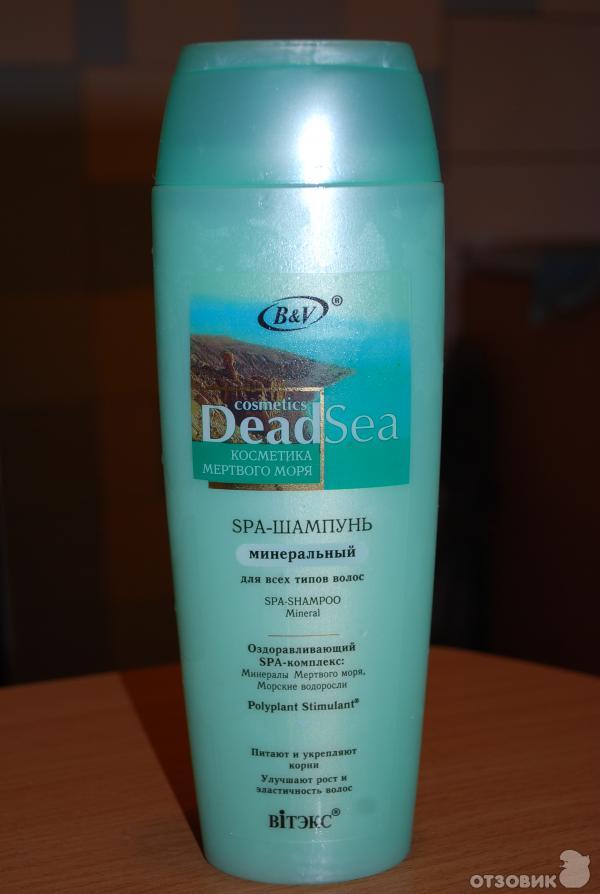 B&V®
cosmetics
DeadSea
КОСМЕТИКА
МЕРТВОГО МОРЯ
SPA-ШАМПУНЬ
минеральный
для всех типов волос
SPA-SHAMPOO
Mineral
Оздоравливающий
SPA-комплекс:
Минералы Мертвого моря,
Морские водоросли
Polyplant Stimulant®
Питают и укрепляют
корни
Улучшают рост и
эластичность волос
ВiТЭКС®
ОТЗОВИК